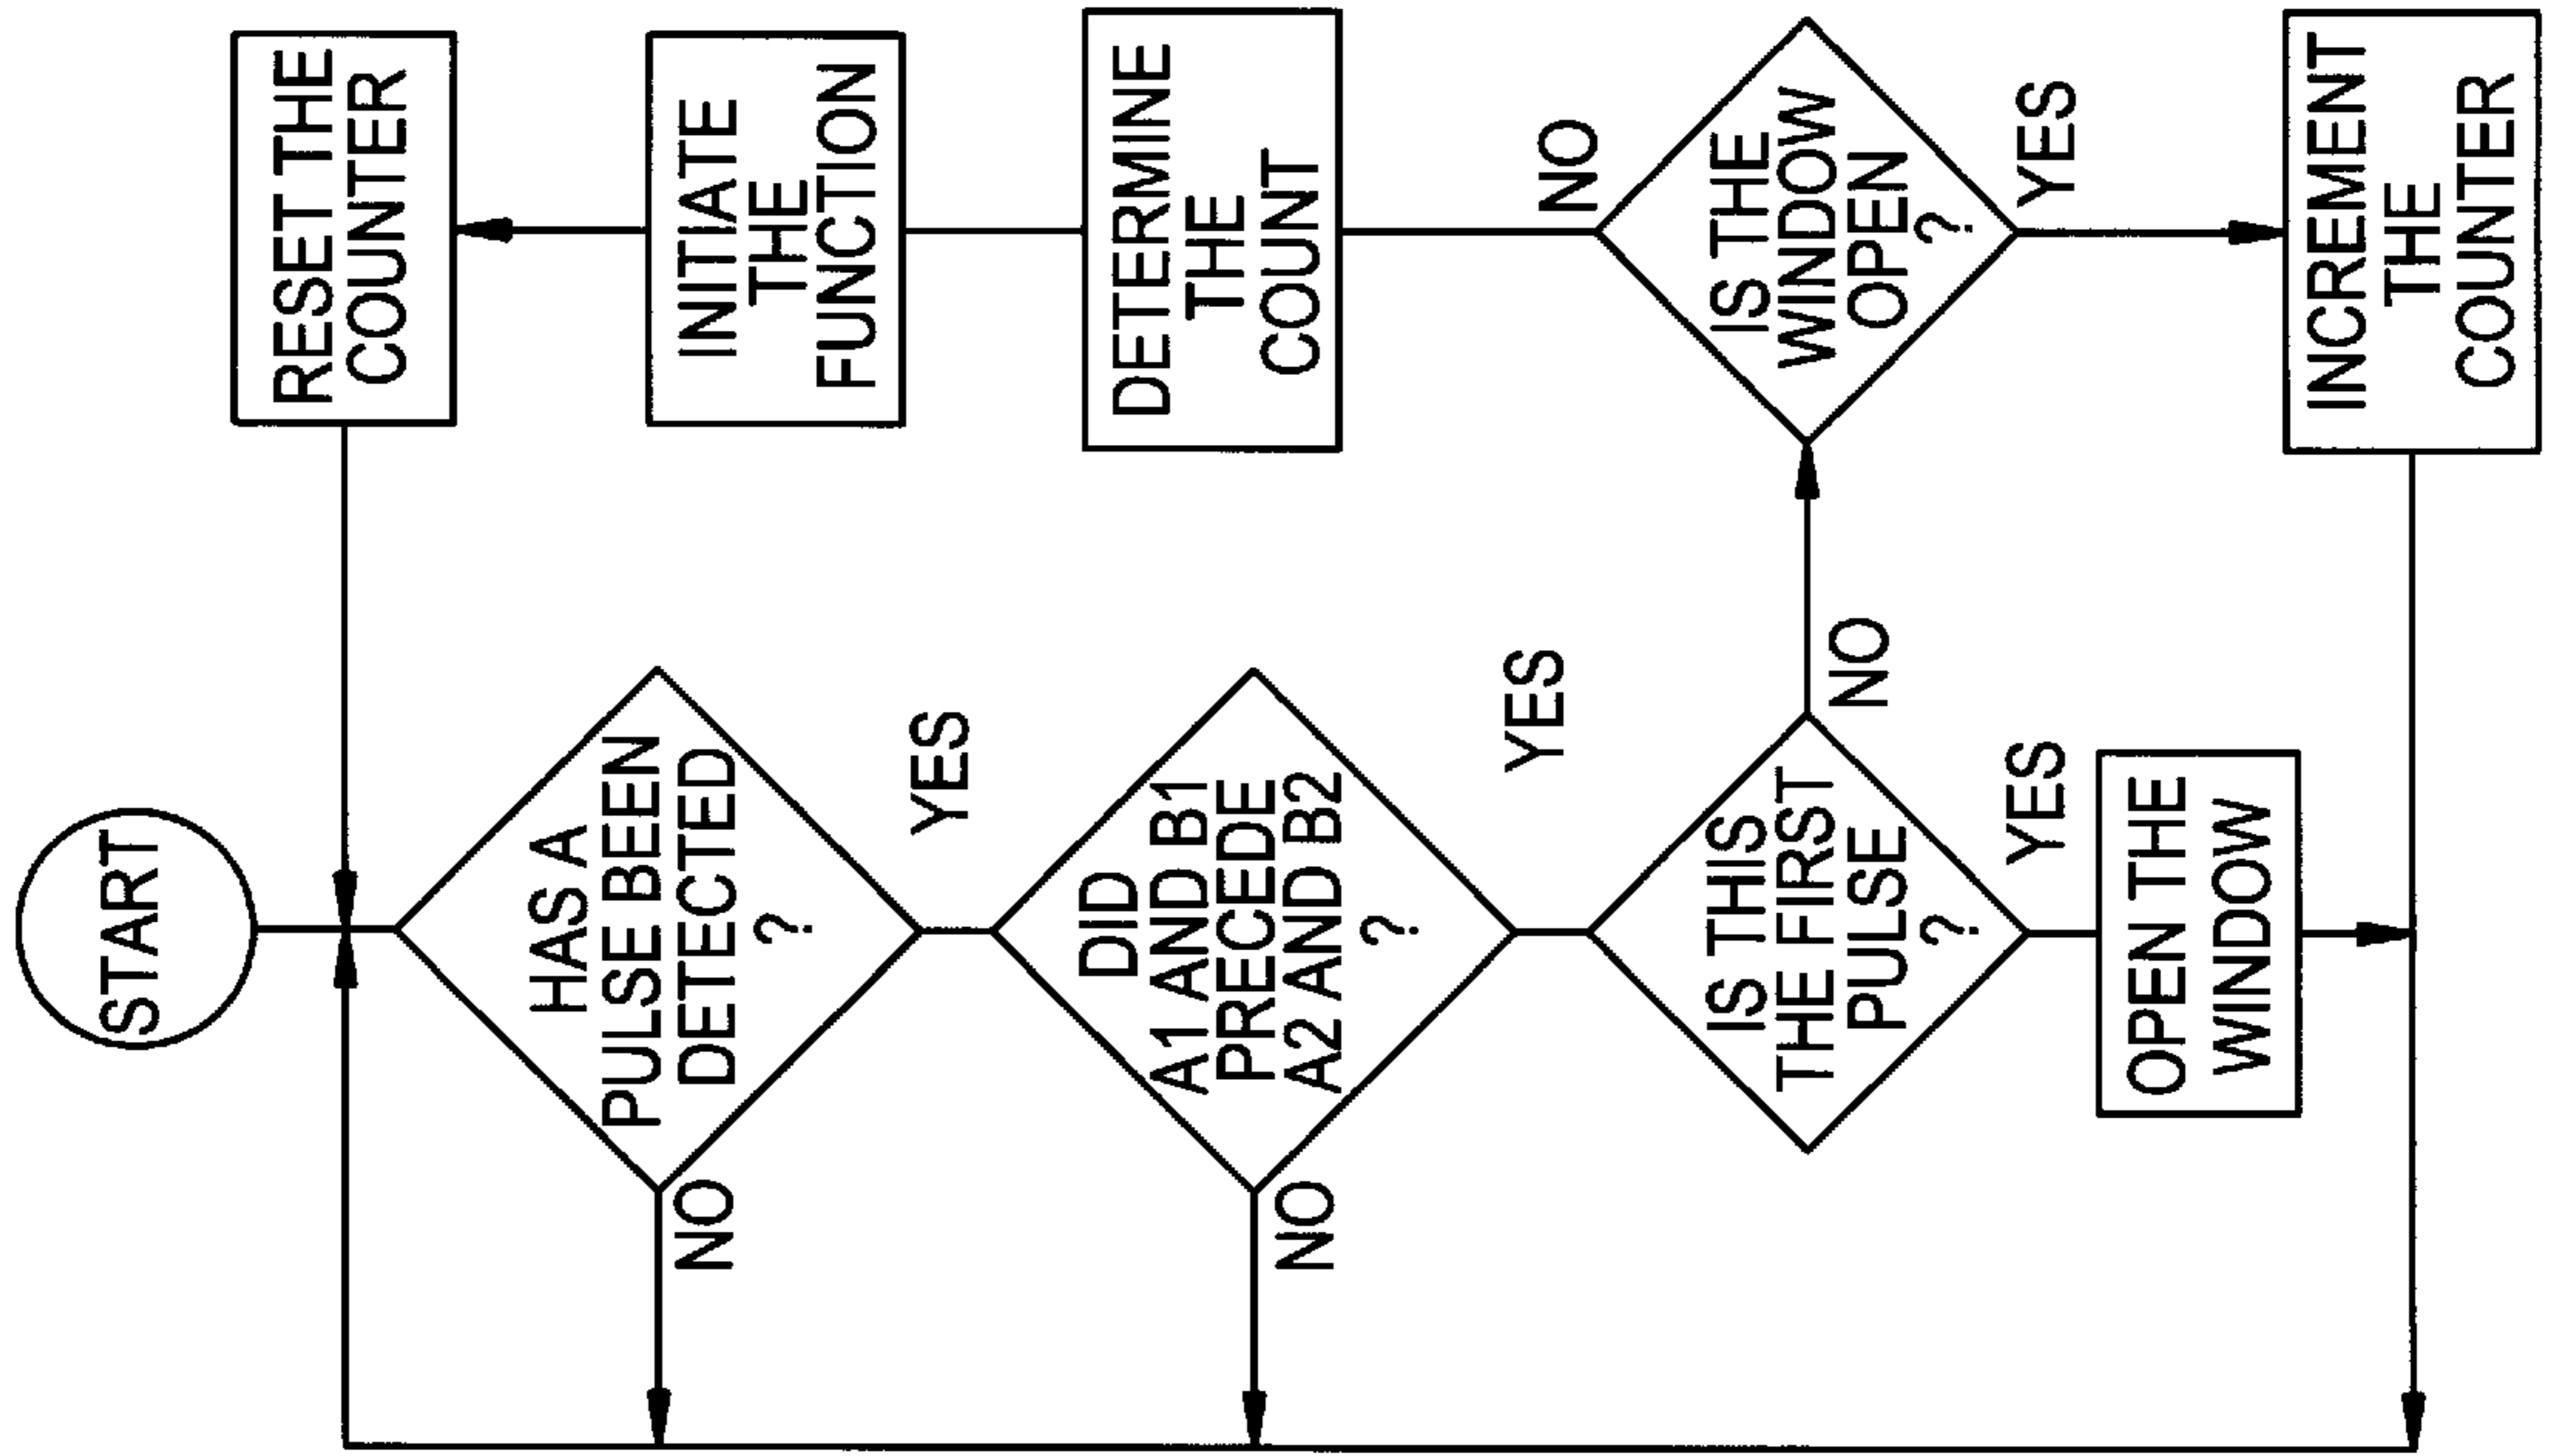 START
HAS A
PULSE BEEN
DETECTED
?
NO
YES
DID
A1 AND B1
PRECEDE
A2 AND B2
?
NO
YES
IS THIS
THE FIRST
PULSE
?
NO
YES
OPEN THE
WINDOW
IS THE
WINDOW
OPEN
?
NO
YES
INCREMENT
THE
COUNTER
DETERMINE
THE
COUNT
INITIATE
THE
FUNCTION
RESET THE
COUNTER